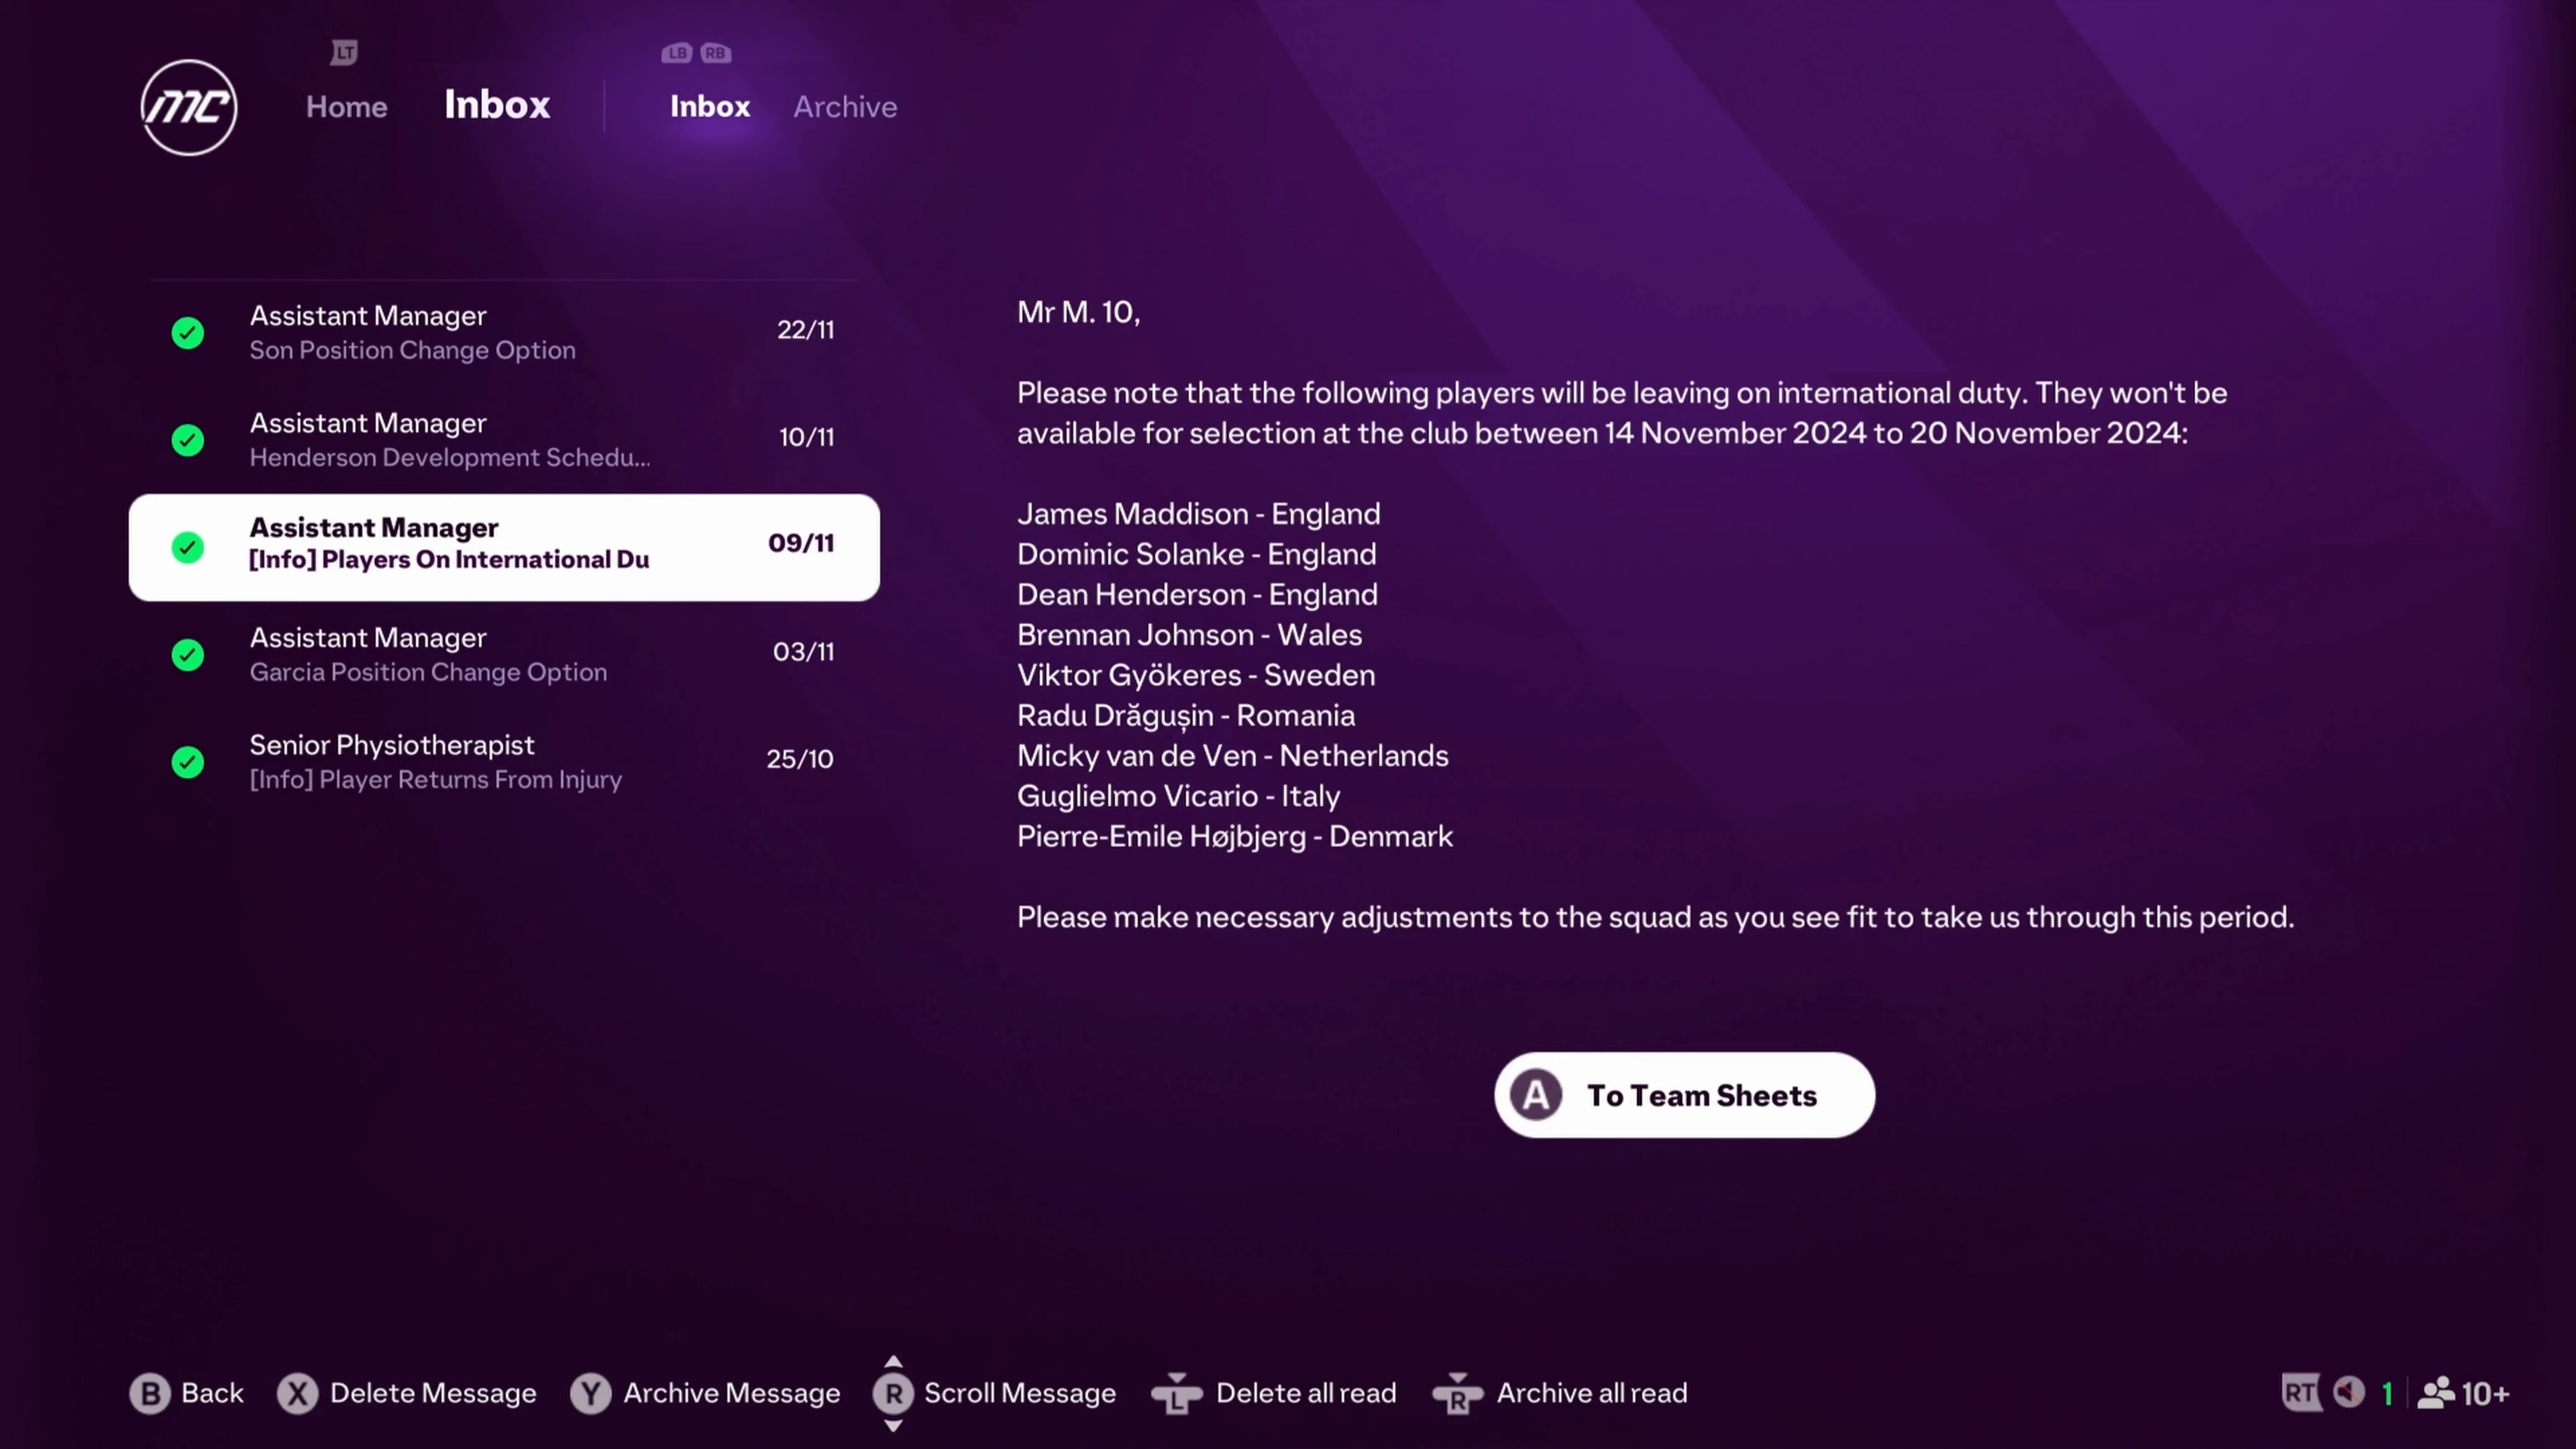 LT
LB RB
MC
Home
Inbox
Inbox
Archive
Assistant Manager
Son Position Change Option
22/11
Assistant Manager
Henderson Development Schedu...
10/11
Assistant Manager
[Info] Players On International Du
09/11
Assistant Manager
Garcia Position Change Option
03/11
Senior Physiotherapist
[Info] Player Returns From Injury
25/10
Mr M. 10,
Please note that the following players will be leaving on international duty. They won't be
available for selection at the club between 14 November 2024 to 20 November 2024:
James Maddison - England
Dominic Solanke - England
Dean Henderson - England
Brennan Johnson - Wales
Viktor Gyökeres - Sweden
Radu Drăgușin - Romania
Micky van de Ven - Netherlands
Guglielmo Vicario - Italy
Pierre-Emile Højbjerg - Denmark
Please make necessary adjustments to the squad as you see fit to take us through this period.
A To Team Sheets
B Back X Delete Message Y Archive Message R Scroll Message L Delete all read R Archive all read
RT 1 10+